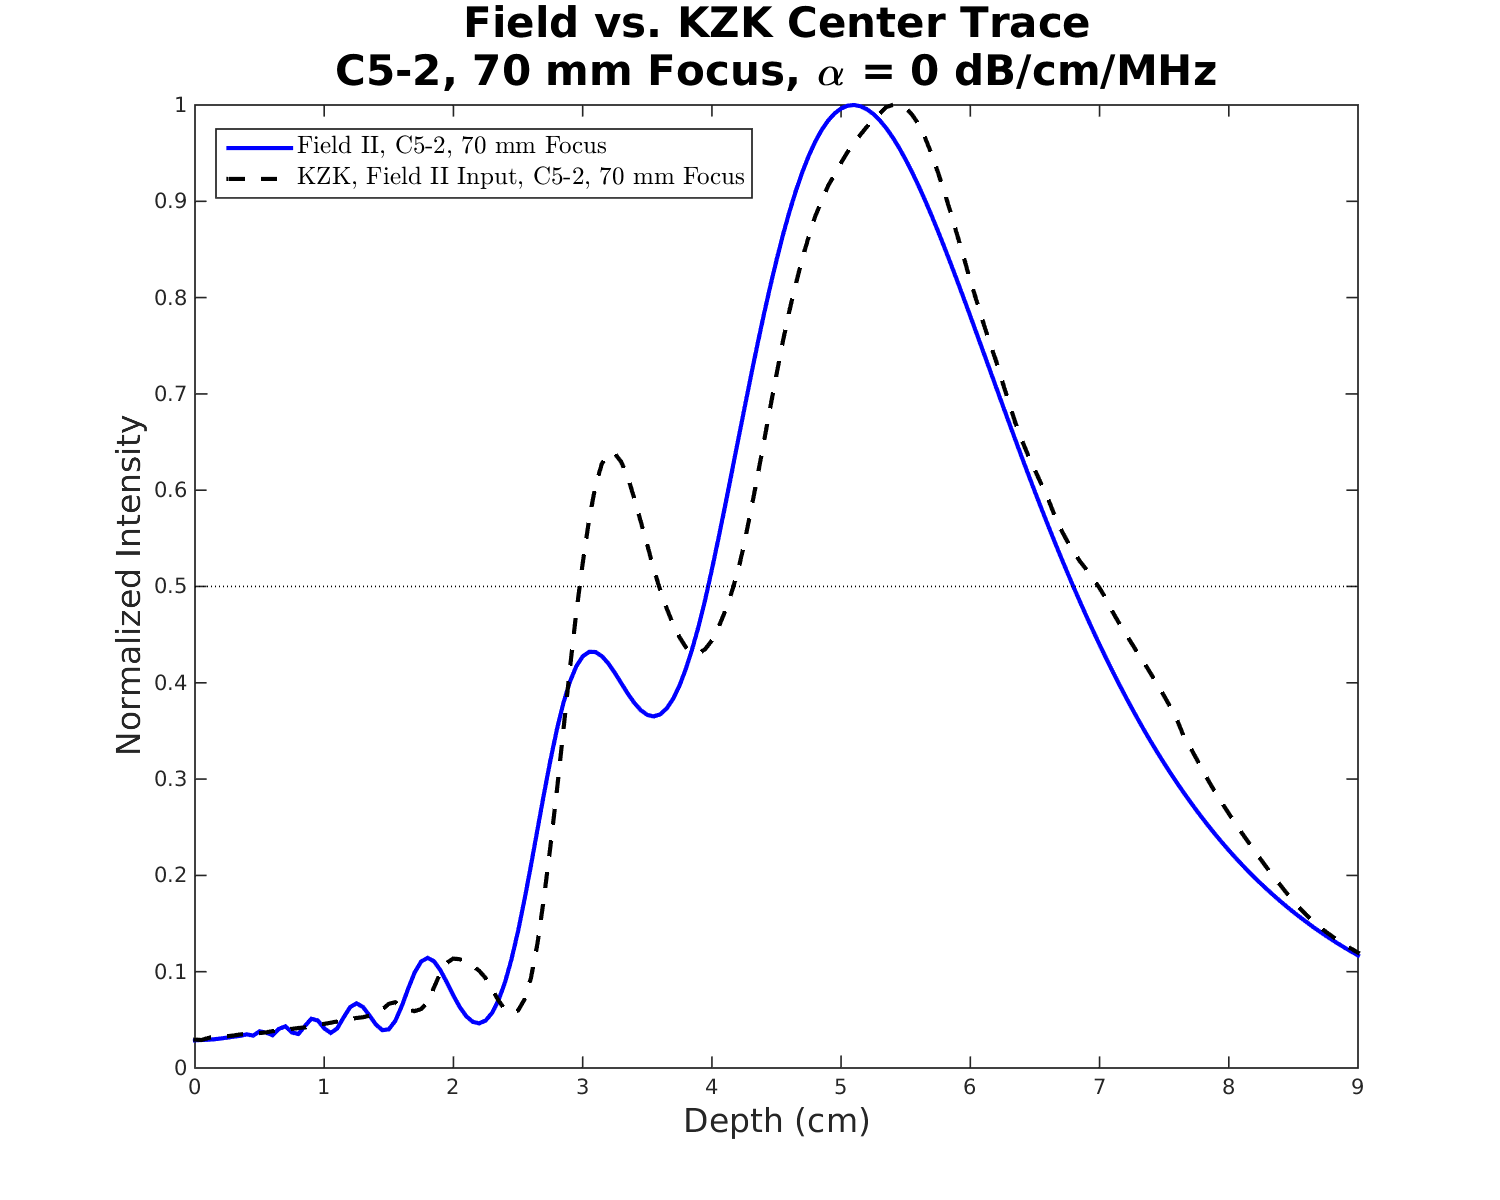 Field vs. KZK Center Trace
C5-2, 70 mm Focus, α = 0 dB/cm/MHz
Field II, C5-2, 70 mm Focus
KZK, Field II Input, C5-2, 70 mm Focus
Normalized Intensity
1
0.9
0.8
0.7
0.6
0.5
0.4
0.3
0.2
0.1
0
0 1 2 3 4 5 6 7 8 9
Depth (cm)